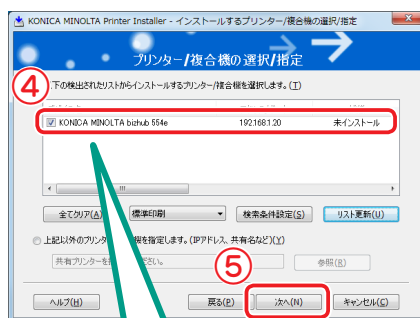 KONICA MINOLTA Printer Installer - インストールするプリンター/複合機の選択/指定
プリンター/複合機の選択/指定
④
下の検出されたリストからインストールするプリンター/複合機を選択します。(T)
KONICA MINOLTA bizhub 554e 192.168.1.20 未インストール
全てクリア(A) 標準印刷 検索条件設定(S) リスト更新(U)
上記以外のプリンタ 機を指定します。(IPアドレス、共有名など)(Y)
共有プリンターを さい。 参照(R)
⑤
ヘルプ(H) 戻る(P) 次へ(N) キャンセル(C)